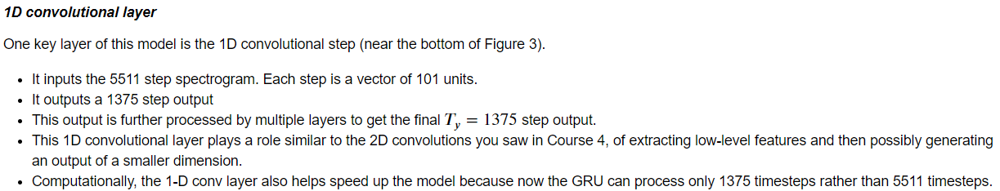 1D convolutional layer
One key layer of this model is the 1D convolutional step (near the bottom of Figure 3).
• It inputs the 5511 step spectrogram. Each step is a vector of 101 units.
• It outputs a 1375 step output
• This output is further processed by multiple layers to get the final T_y = 1375 step output.
• This 1D convolutional layer plays a role similar to the 2D convolutions you saw in Course 4, of extracting low-level features and then possibly generating
an output of a smaller dimension.
• Computationally, the 1-D conv layer also helps speed up the model because now the GRU can process only 1375 timesteps rather than 5511 timesteps.